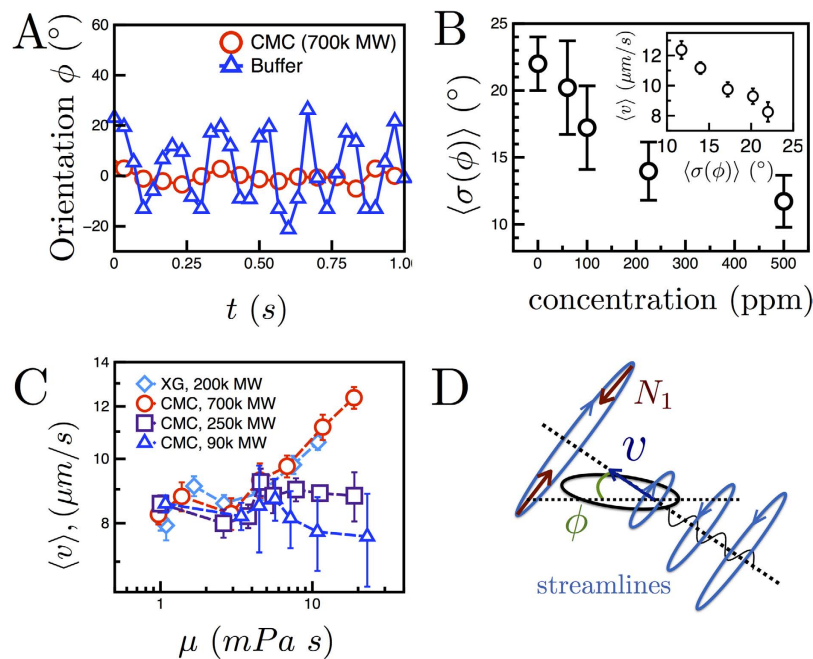 A
Orientation ϕ (°)
60
40
20
0
−20
CMC (700k MW)
Buffer
0
0.25
0.50
0.75
1.00
t (s)
B
⟨σ(ϕ)⟩ (°)
25
20
15
10
0
100
200
300
400
500
concentration (ppm)
⟨v⟩ (μm/s)
12
10
8
10
15
20
25
⟨σ(ϕ)⟩ (°)
C
⟨v⟩, (μm/s)
14
12
10
8
XG, 200k MW
CMC, 700k MW
CMC, 250k MW
CMC, 90k MW
1
10
μ (mPa s)
D
N1
v
ϕ
streamlines